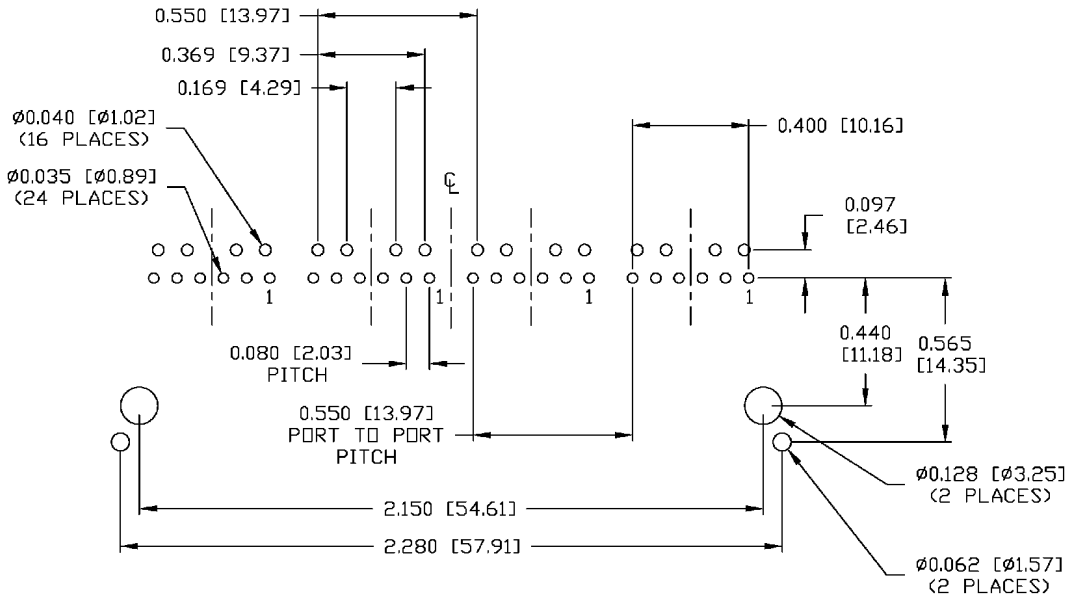 0.550 [13.97]
0.369 [9.37]
0.169 [4.29]
ø0.040 [ø1.02]
(16 PLACES)
0.400 [10.16]
ø0.035 [ø0.89]
(24 PLACES)
℄
0.097
[2.46]
1
1
1
1
0.440
[11.18]
0.565
[14.35]
0.080 [2.03]
PITCH
0.550 [13.97]
PORT TO PORT
PITCH
ø0.128 [ø3.25]
(2 PLACES)
2.150 [54.61]
2.280 [57.91]
ø0.062 [ø1.57]
(2 PLACES)